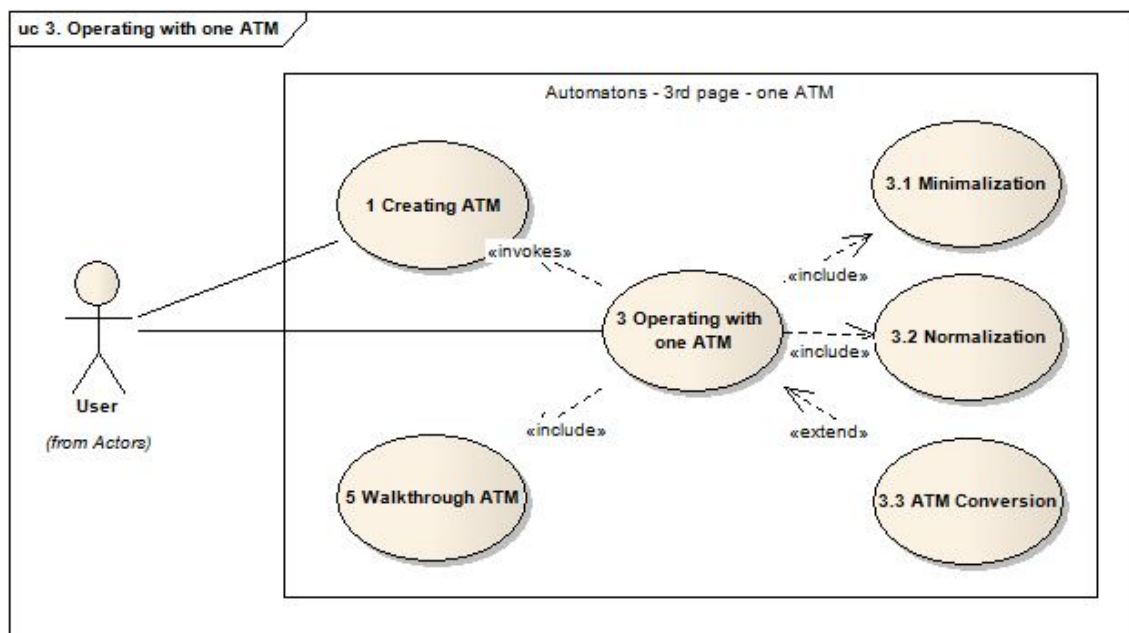 uc 3. Operating with one ATM
Automatons - 3rd page - one ATM
1 Creating ATM
3.1 Minimalization
«invokes»
«include»
3 Operating with
one ATM
3.2 Normalization
«include»
User
(from Actors)
«include»
«extend»
5 Walkthrough ATM
3.3 ATM Conversion